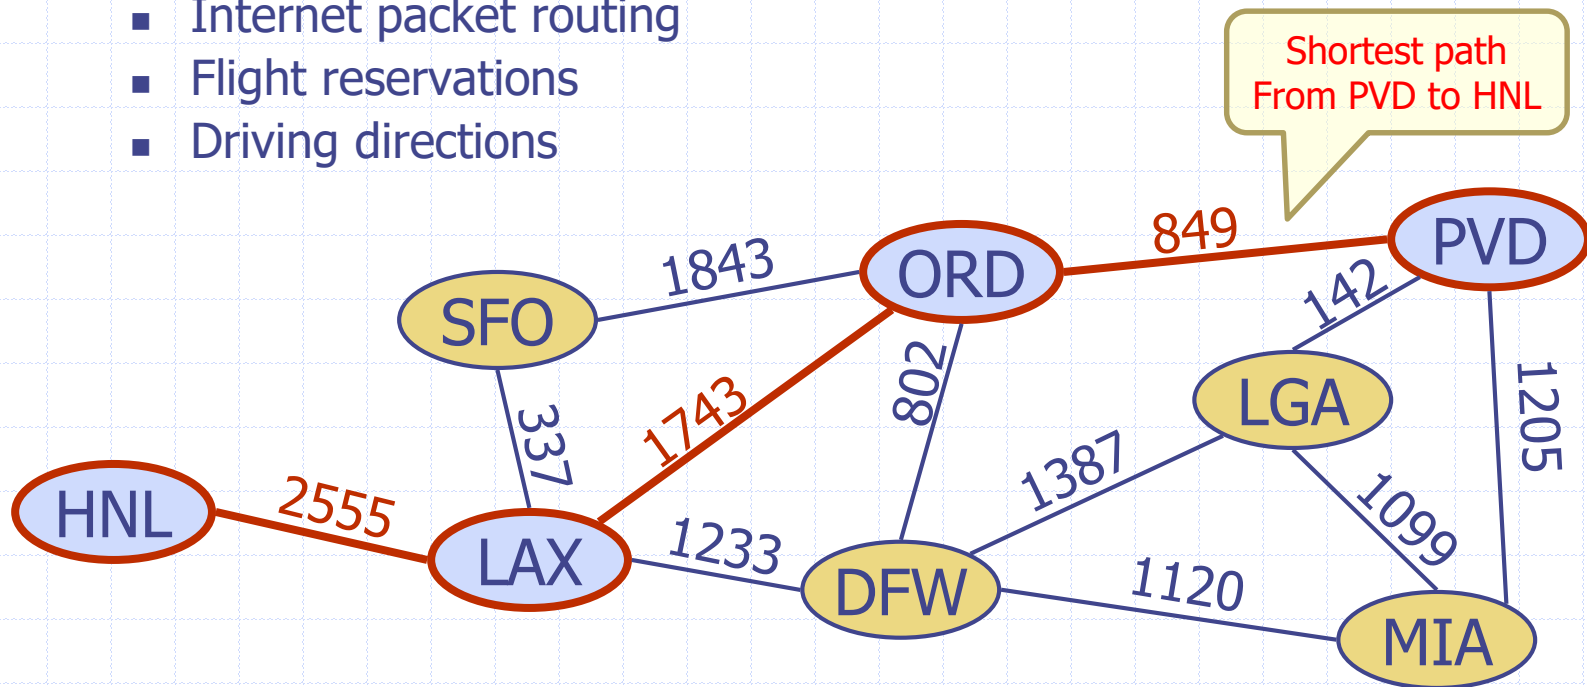 ▪ Internet packet routing
▪ Flight reservations
▪ Driving directions
Shortest path
From PVD to HNL
849
PVD
1843
ORD
142
SFO
802
LGA
1205
1743
337
1387
2555
HNL
1099
LAX
1233
DFW
1120
MIA